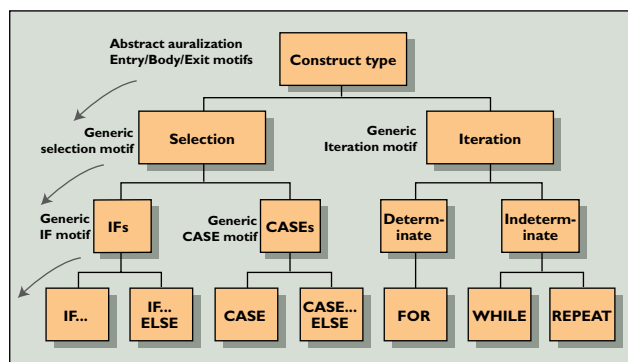 Abstract auralization
Entry/Body/Exit motifs
Construct type
Generic
selection motif
Selection
Generic
Iteration motif
Iteration
Generic
IF motif
IFs
Generic
CASE motif
CASEs
Determ-
inate
Indeterm-
inate
IF...
IF...
ELSE
CASE
CASE...
ELSE
FOR
WHILE
REPEAT